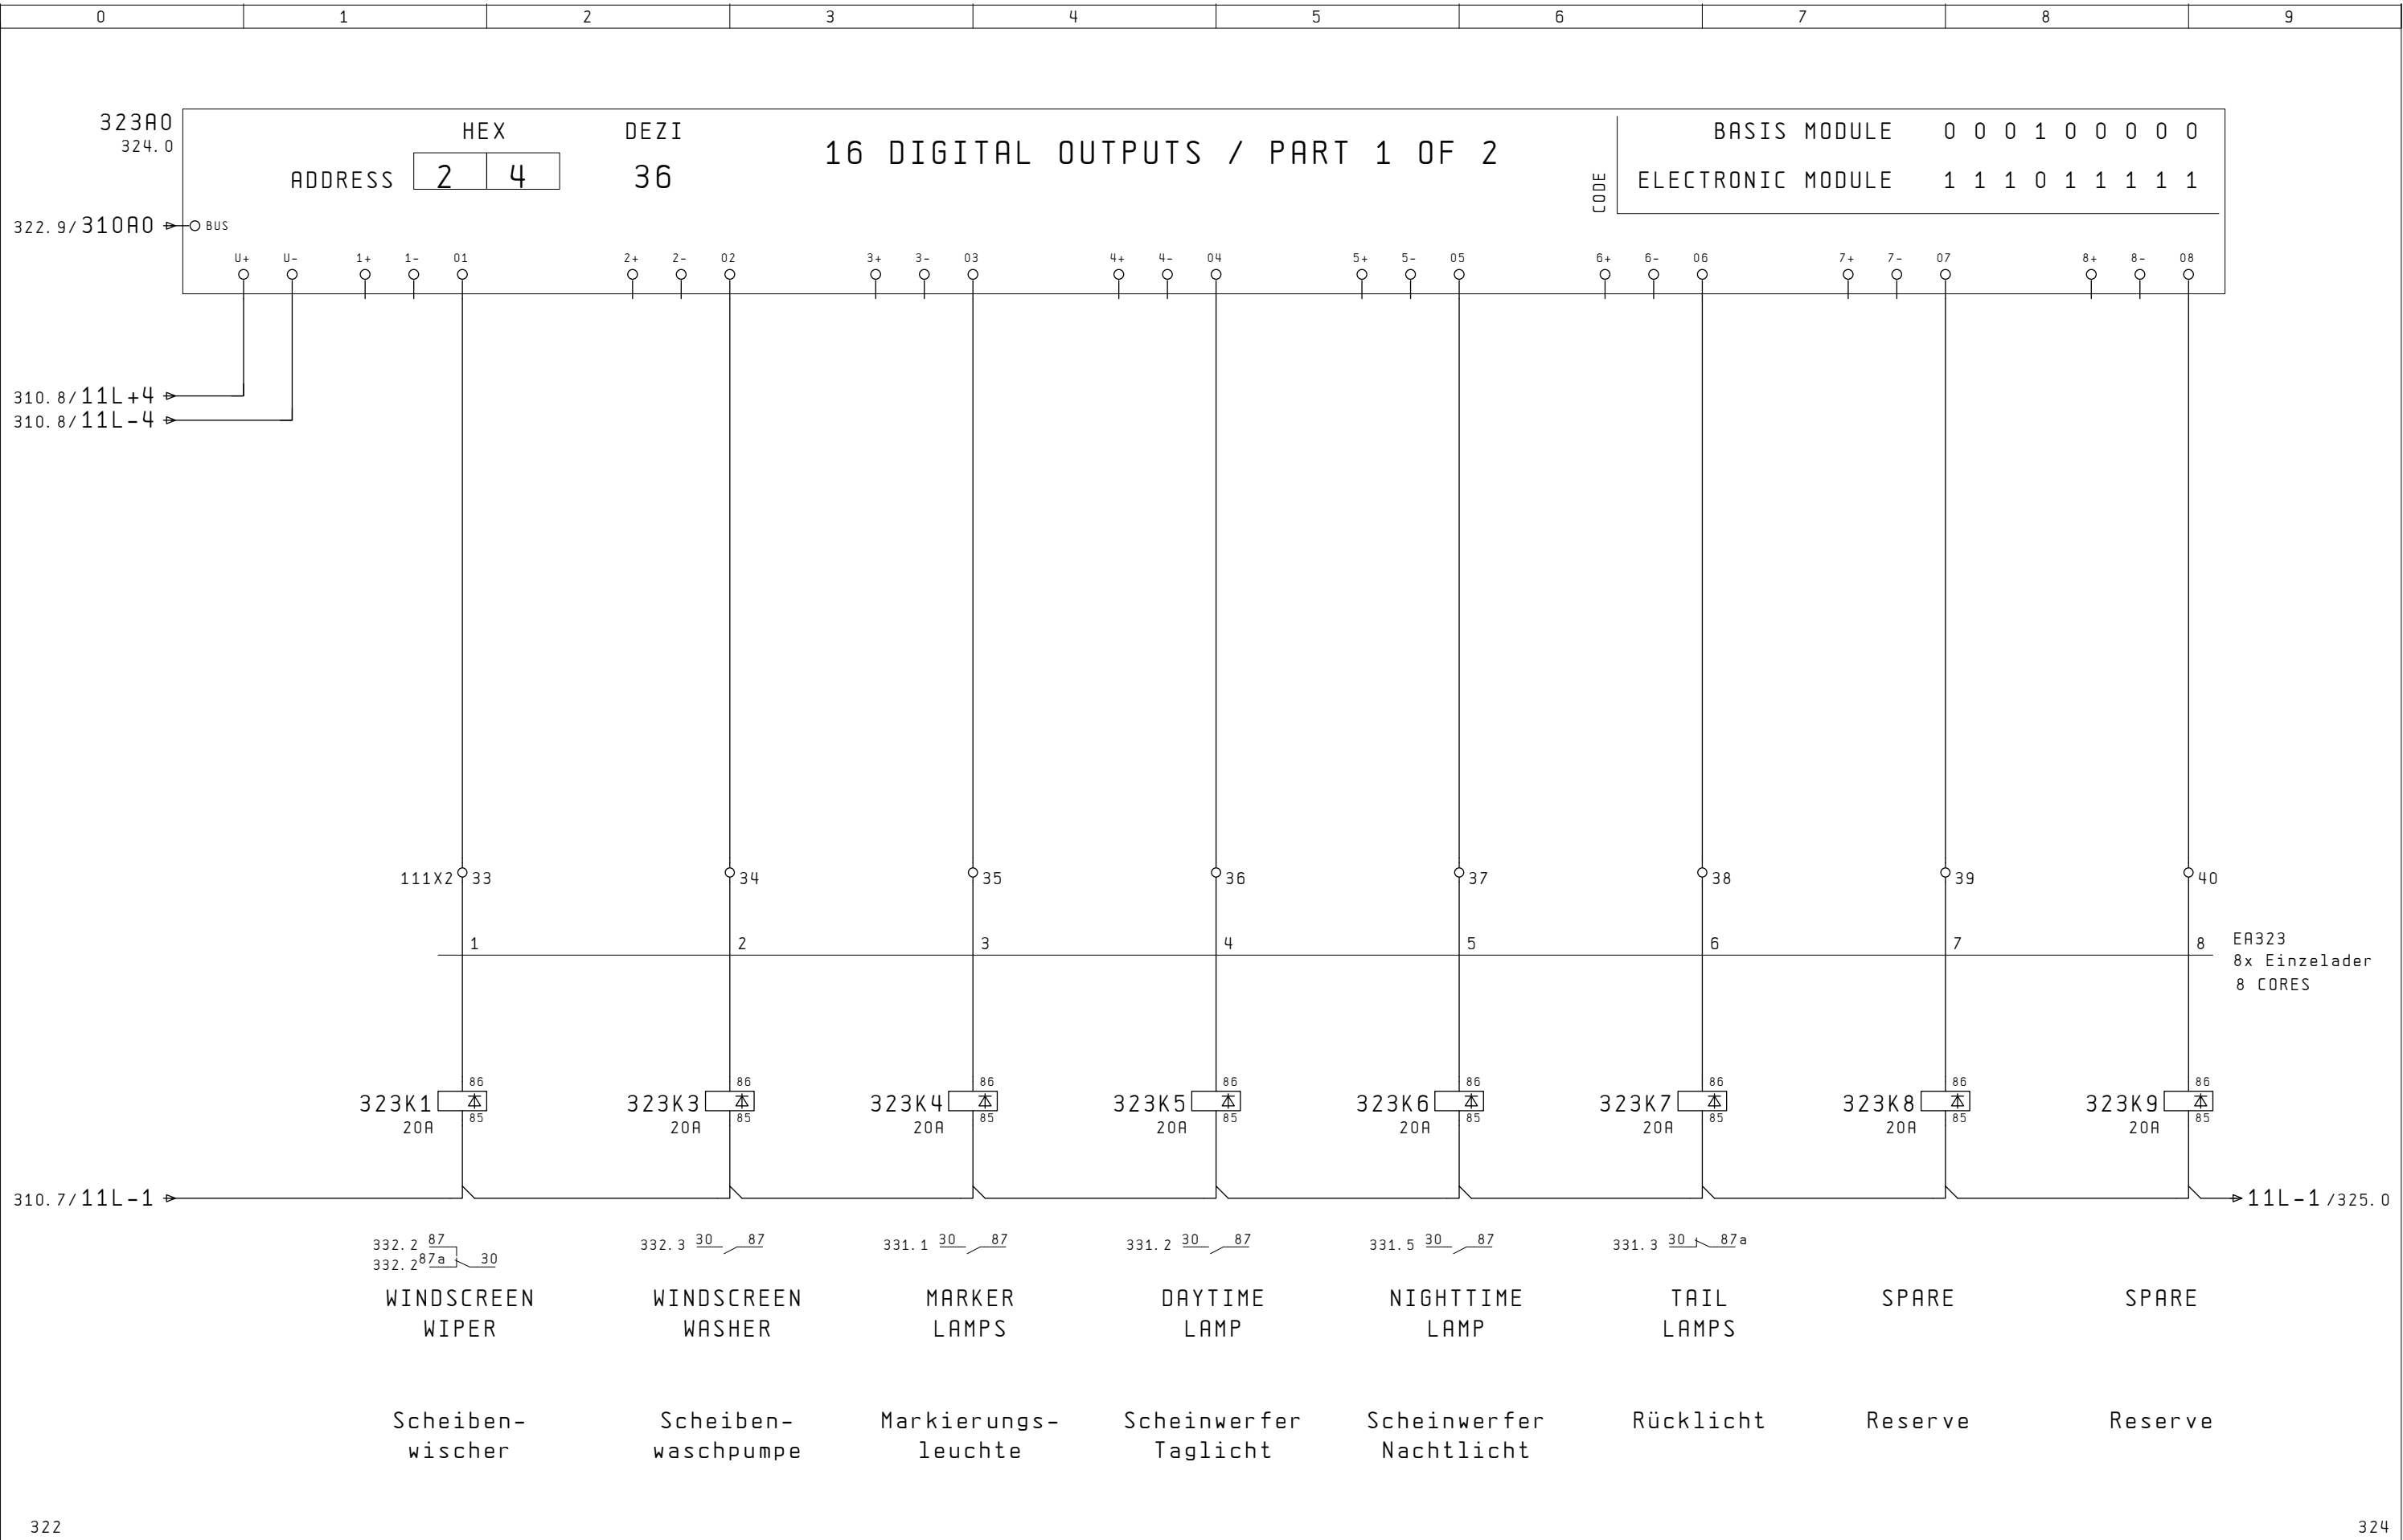 0 1 2 3 4 5 6 7 8 9
323A0
324.0
HEX DEZI
ADDRESS 2 4 36
16 DIGITAL OUTPUTS / PART 1 OF 2
CODE
BASIS MODULE 0 0 0 1 0 0 0 0 0
ELECTRONIC MODULE 1 1 1 0 1 1 1 1 1
322.9/310A0 BUS
U+ U- 1+ 1- 01 2+ 2- 02 3+ 3- 03 4+ 4- 04 5+ 5- 05 6+ 6- 06 7+ 7- 07 8+ 8- 08
310.8/11L+4
310.8/11L-4
111X2 33 34 35 36 37 38 39 40
1 2 3 4 5 6 7 8
EA323
8x Einzelader
8 CORES
86 86 86 86 86 86 86 86
323K1 323K3 323K4 323K5 323K6 323K7 323K8 323K9
85 85 85 85 85 85 85 85
20A 20A 20A 20A 20A 20A 20A 20A
310.7/11L-1 11L-1/325.0
332.2 87 332.3 30 87 331.1 30 87 331.2 30 87 331.5 30 87 331.3 30 87a
332.2 87a 30
WINDSCREEN WINDSCREEN MARKER DAYTIME NIGHTTIME TAIL SPARE SPARE
WIPER WASHER LAMPS LAMP LAMP LAMPS
Scheiben- Scheiben- Markierungs- Scheinwerfer Scheinwerfer Rücklicht Reserve Reserve
wischer waschpumpe leuchte Taglicht Nachtlicht
322 324